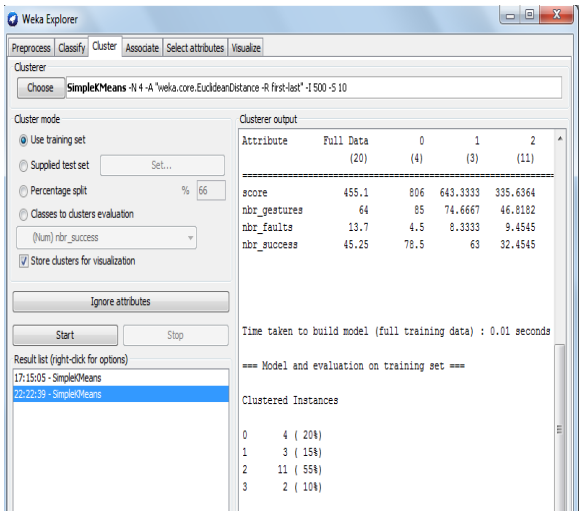 Weka Explorer
Preprocess Classify Cluster Associate Select attributes Visualize
Clusterer
Choose SimpleKMeans -N 4 -A "weka.core.EuclideanDistance -R first-last" -I 500 -S 10
Cluster mode
Use training set
Supplied test set Set...
Percentage split % 66
Classes to clusters evaluation
(Num) nbr_success
Store clusters for visualization
Ignore attributes
Start Stop
Result list (right-click for options)
17:15:05 - SimpleKMeans
22:22:39 - SimpleKMeans
Clusterer output
Attribute Full Data 0 1 2
(20) (4) (3) (11)
==================================================
score 455.1 806 643.3333 335.6364
nbr_gestures 64 85 74.6667 46.8182
nbr_faults 13.7 4.5 8.3333 9.4545
nbr_success 45.25 78.5 63 32.4545
Time taken to build model (full training data) : 0.01 seconds
=== Model and evaluation on training set ===
Clustered Instances
0 4 ( 20%)
1 3 ( 15%)
2 11 ( 55%)
3 2 ( 10%)